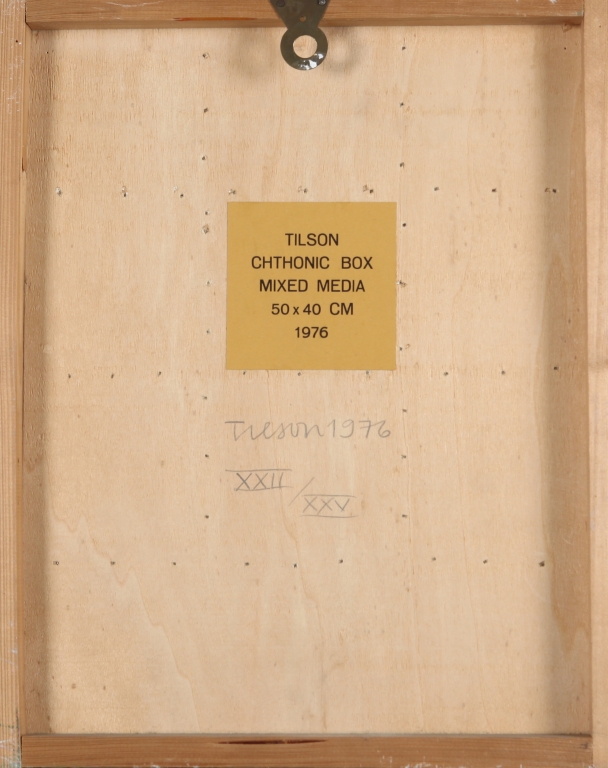 TILSON
CHTHONIC BOX
MIXED MEDIA
50 x 40 CM
1976
Tilson 1976
XXII / XXV